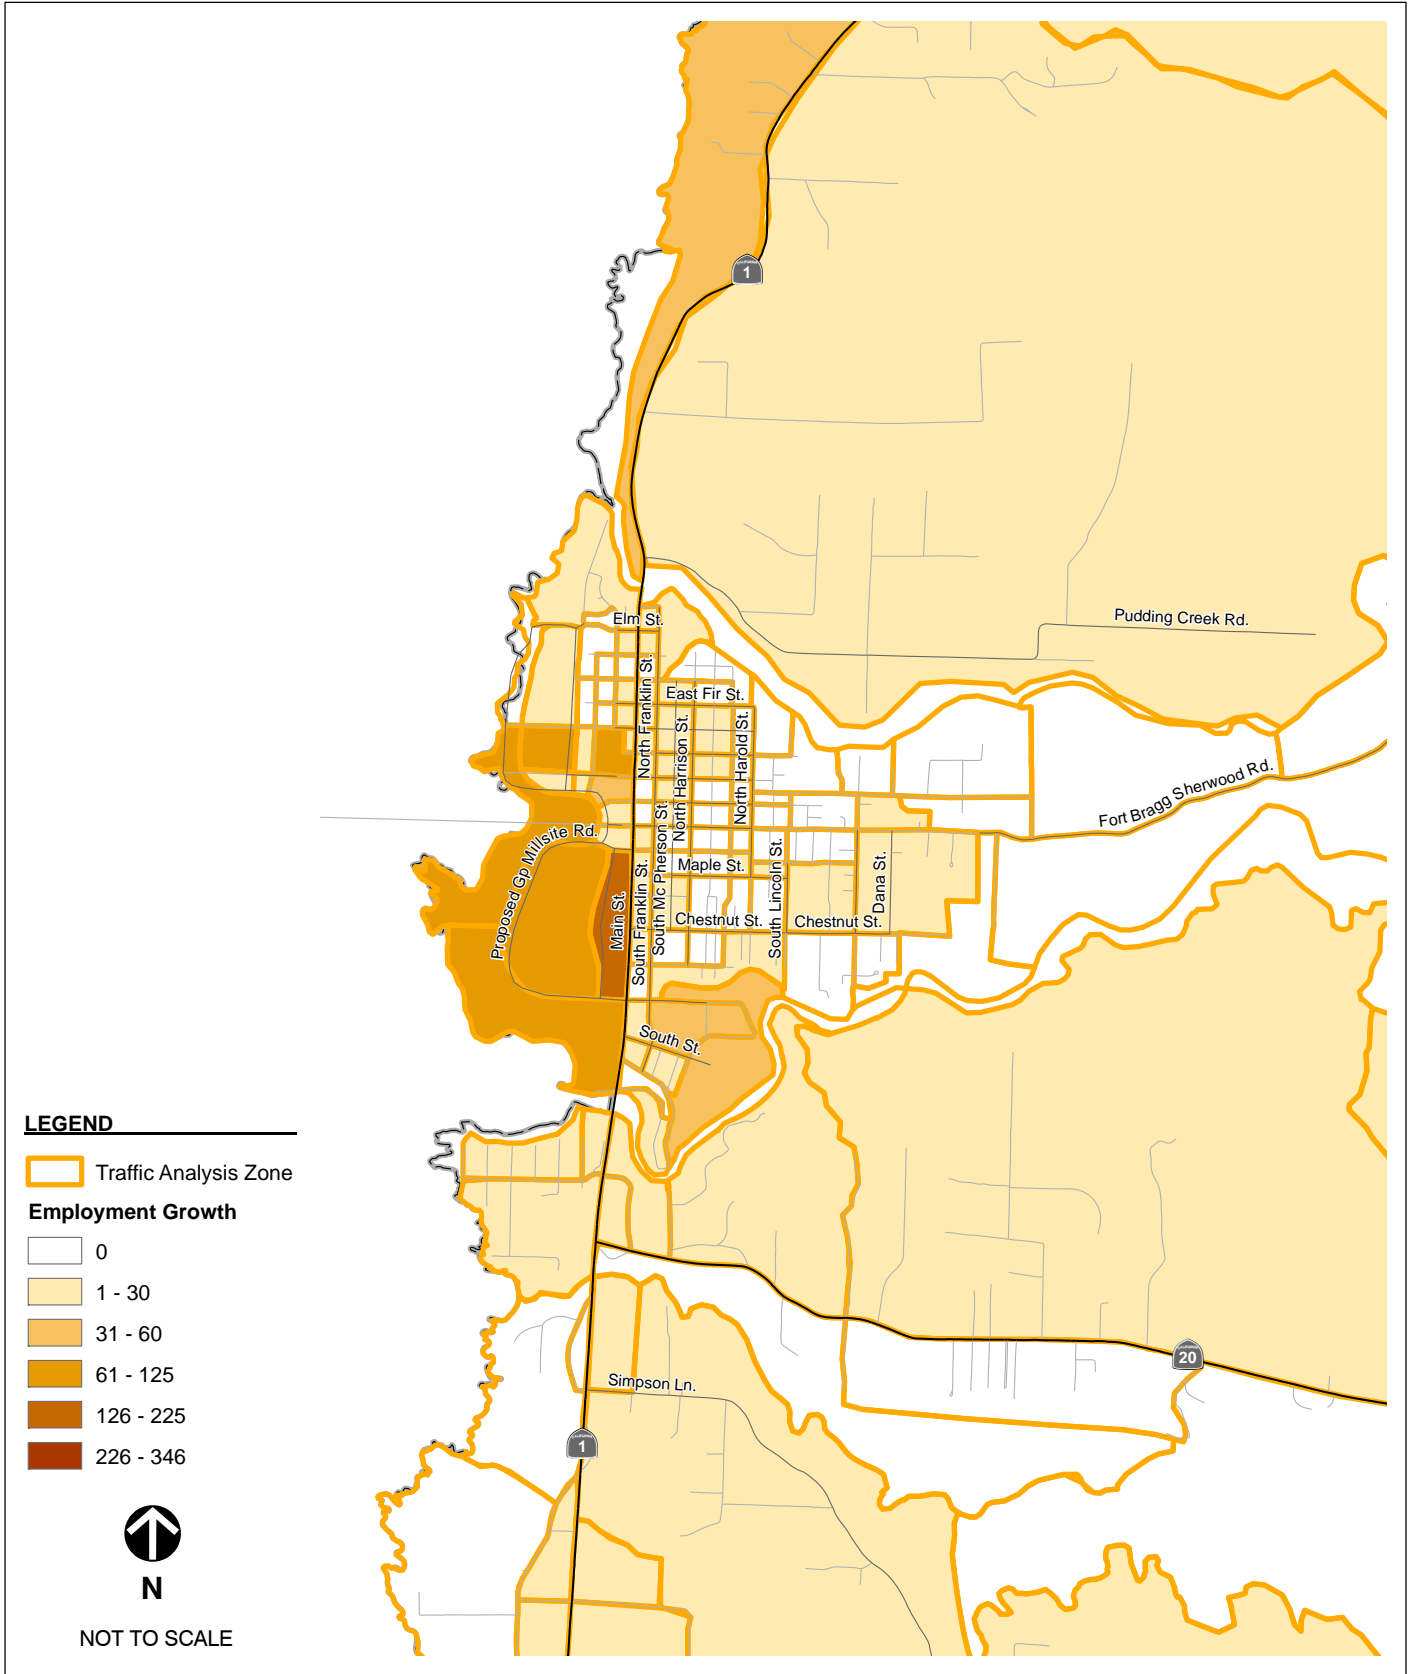 CALIFORNIA
1
Elm St.
Pudding Creek Rd.
East Fir St.
North Franklin St.
North Harrison St.
North Harold St.
Fort Bragg Sherwood Rd.
Proposed Gp Millsite Rd.
South Mc Pherson St.
Maple St.
South Lincoln St.
Dana St.
Main St.
South Franklin St.
Chestnut St.
Chestnut St.
South St.
LEGEND
Traffic Analysis Zone
Employment Growth
0
1 - 30
31 - 60
61 - 125
126 - 225
226 - 346
CALIFORNIA
20
Simpson Ln.
CALIFORNIA
1
N
NOT TO SCALE